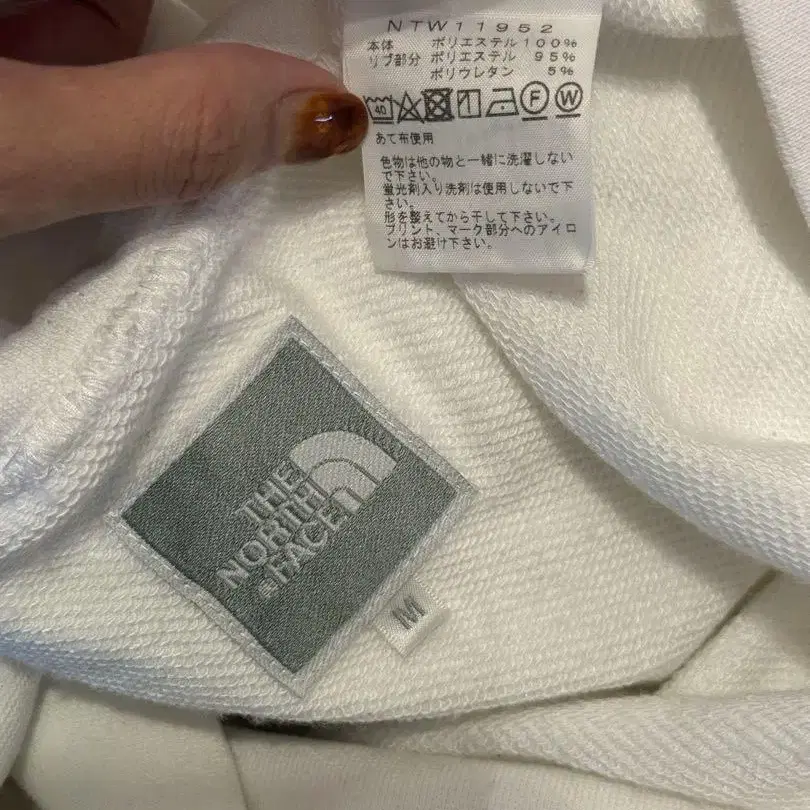 NTW11952
本体 ポリエステル100%
リブ部分 ポリエステル 95%
ポリウレタン 5%
40 F W
あて布使用
色物は他の物と一緒に洗濯しない
で下さい。
蛍光剤入り洗剤は使用しないで下
さい。
形を整えてから干して下さい。
プリント、マーク部分へのアイロ
ンはお避け下さい。
THE
NORTH
FACE
M